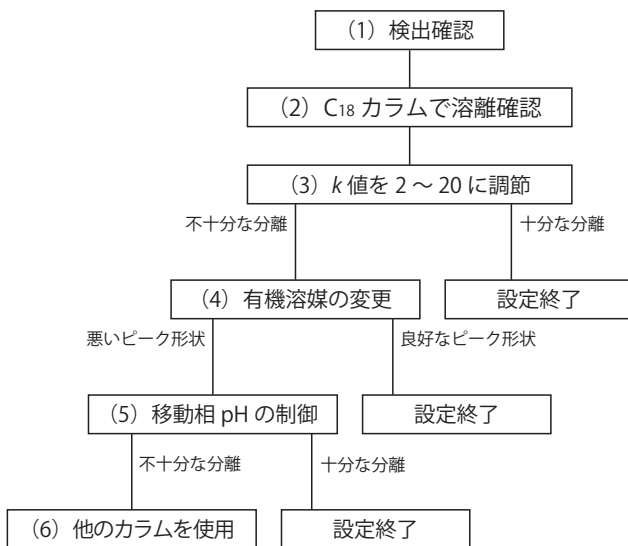 (1) 検出確認
(2) C18 カラムで溶離確認
(3) k 値を 2 ~ 20 に調節
不十分な分離
十分な分離
(4) 有機溶媒の変更
設定終了
悪いピーク形状
良好なピーク形状
(5) 移動相 pH の制御
設定終了
不十分な分離
十分な分離
(6) 他のカラムを使用
設定終了